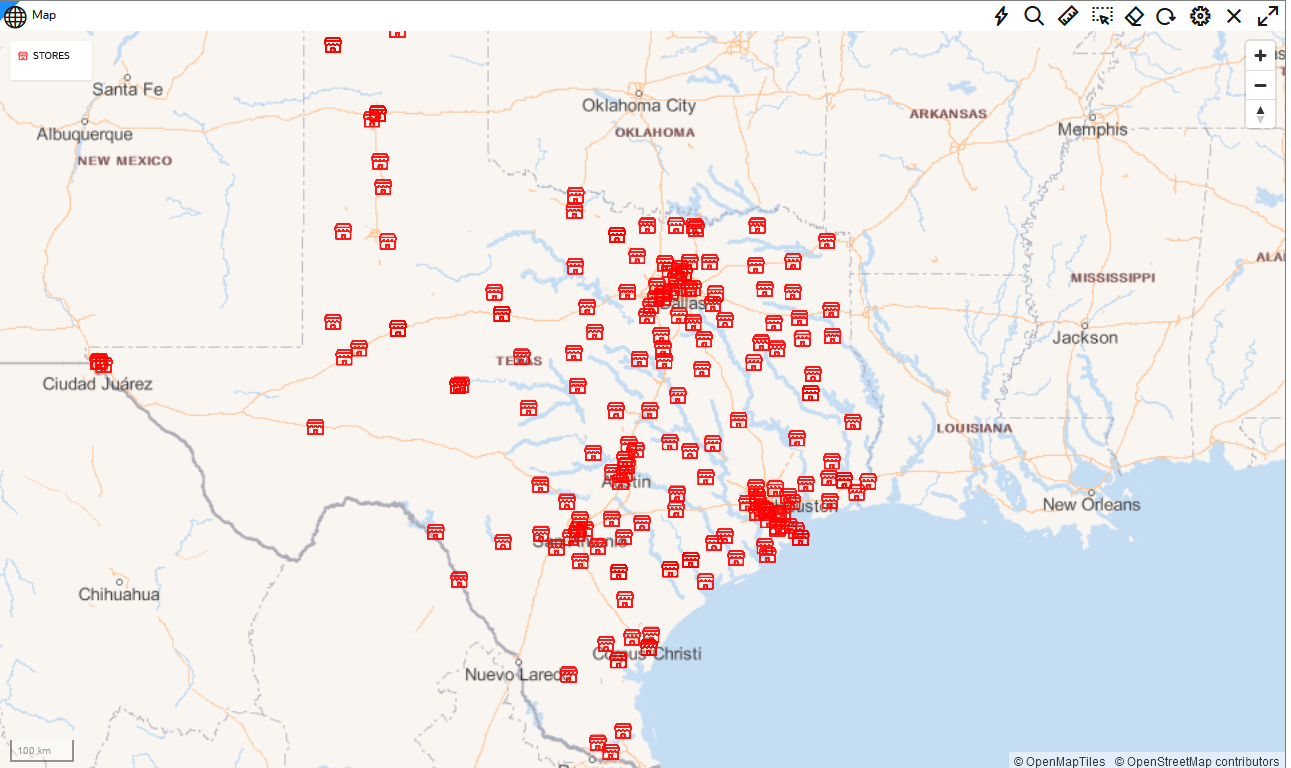 Map
STORES
Santa Fe
Albuquerque
NEW MEXICO
Oklahoma City
OKLAHOMA
ARKANSAS
Memphis
MISSISSIPPI
Dallas
Jackson
TEXAS
Ciudad Juárez
LOUISIANA
Austin
New Orleans
Houston
San Antonio
Chihuahua
Corpus Christi
Nuevo Laredo
100 km
© OpenMapTiles © OpenStreetMap contributors